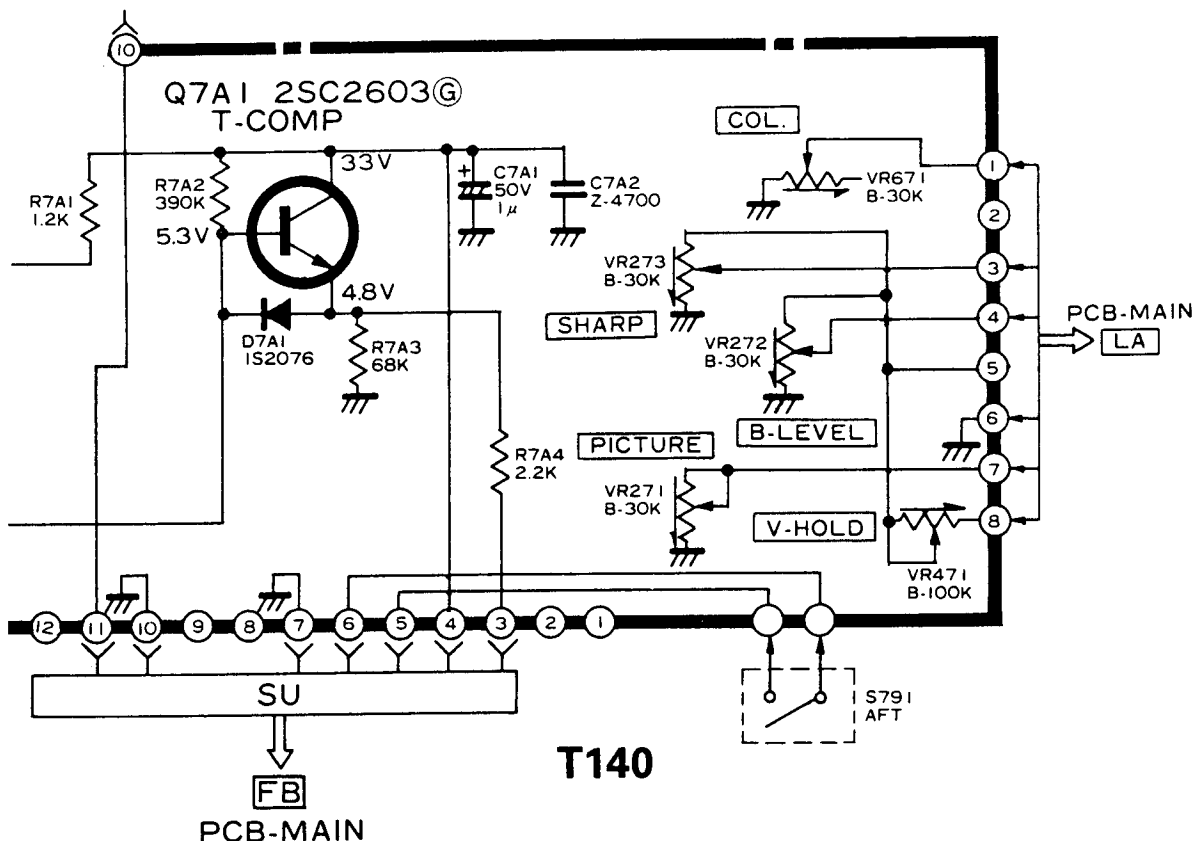 10
Q7A1 2SC2603 G
T-COMP
33V
R7A1
1.2K
R7A2
390K
5.3V
+
C7A1
50V
1μ
C7A2
Z-4700
4.8V
D7A1
1S2076
R7A3
68K
R7A4
2.2K
COL.
VR671
B-30K
1
2
VR273
B-30K
3
SHARP
VR272
B-30K
4
PCB-MAIN
LA
5
B-LEVEL
6
PICTURE
VR271
B-30K
7
V-HOLD
8
VR471
B-100K
12 11 10 9 8 7 6 5 4 3 2 1
SU
S791
AFT
T140
FB
PCB-MAIN